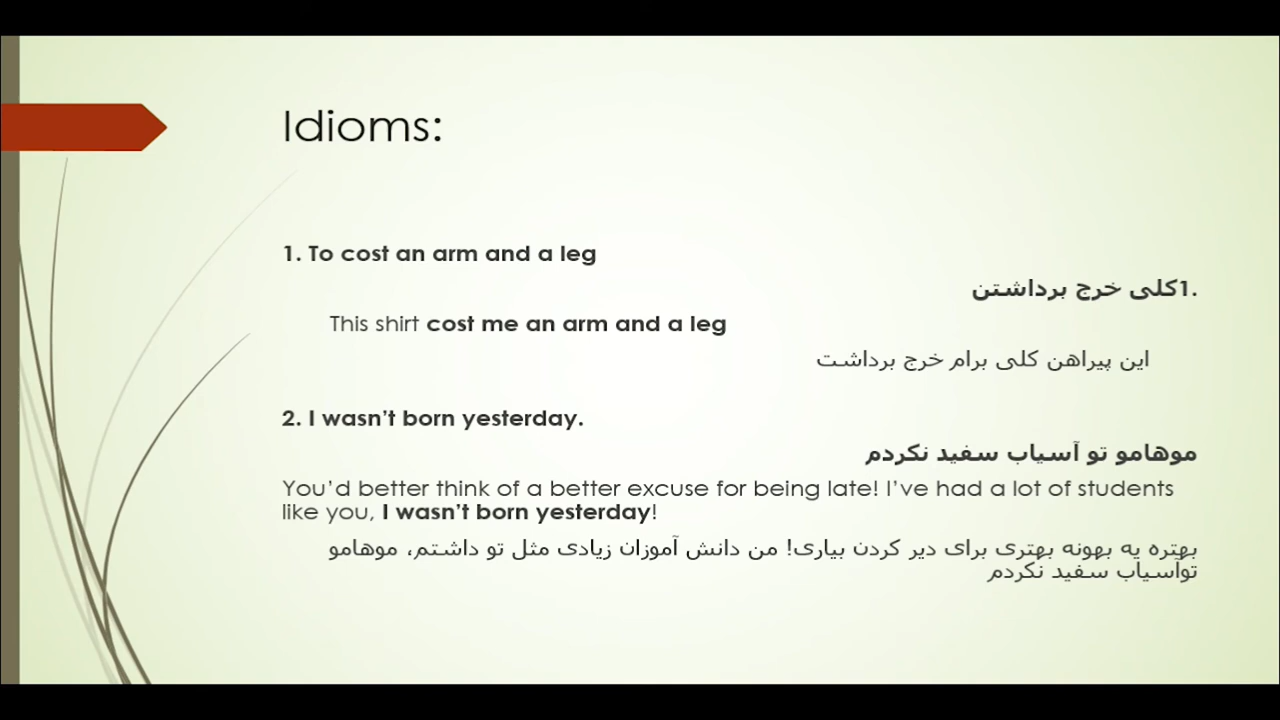 Idioms:
1. To cost an arm and a leg
1.کلی خرج برداشتن
This shirt cost me an arm and a leg
این پیراهن کلی برام خرج برداشت
2. I wasn't born yesterday.
موهامو تو آسیاب سفید نکردم
You'd better think of a better excuse for being late! I've had a lot of students
like you, I wasn't born yesterday!
بهتره یه بهونه بهتری برای دیر کردن بیاری! من دانش آموزان زیادی مثل تو داشتم، موهامو
توآسیاب سفید نکردم